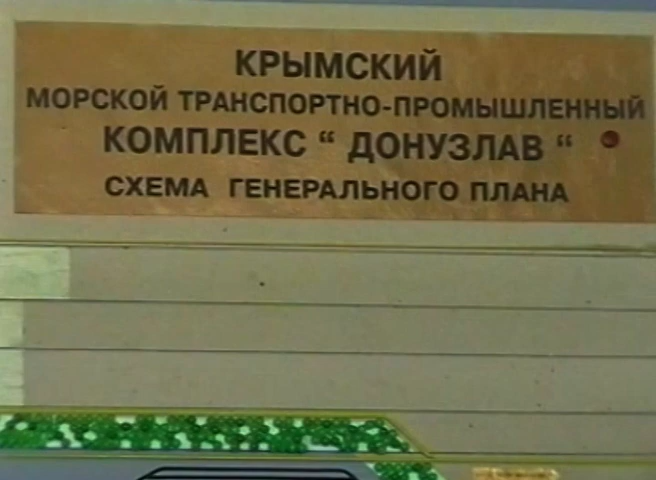 КРЫМСКИЙ
МОРСКОЙ ТРАНСПОРТНО-ПРОМЫШЛЕННЫЙ
КОМПЛЕКС “ ДОНУЗЛАВ “
СХЕМА ГЕНЕРАЛЬНОГО ПЛАНА